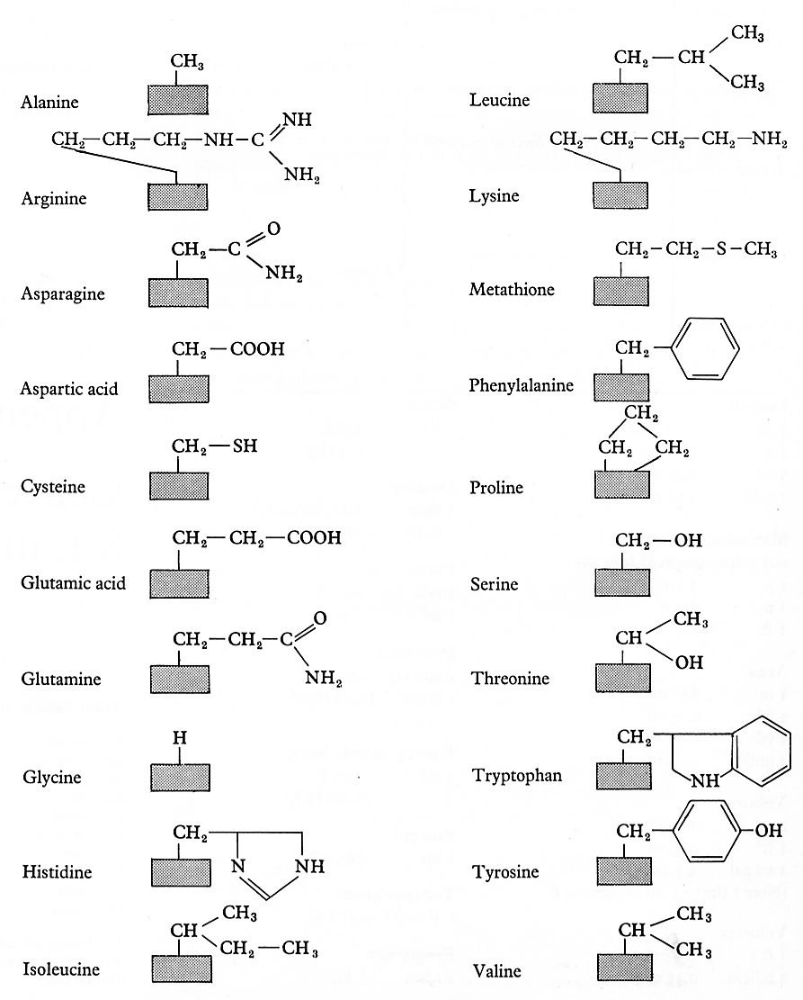 CH₃
Alanine
CH₂—CH₂—CH₂—NH—C
NH
NH₂
Arginine
CH₂—C
O
NH₂
Asparagine
CH₂—COOH
Aspartic acid
CH₂—SH
Cysteine
CH₂—CH₂—COOH
Glutamic acid
CH₂—CH₂—C
O
NH₂
Glutamine
H
Glycine
CH₂
N
NH
Histidine
CH
CH₃
CH₂—CH₃
Isoleucine
CH₂—CH
CH₃
CH₃
Leucine
CH₂—CH₂—CH₂—CH₂—NH₂
Lysine
CH₂—CH₂—S—CH₃
Metathione
CH₂
Phenylalanine
CH₂
CH₂
CH₂
Proline
CH₂—OH
Serine
CH
CH₃
OH
Threonine
CH₂
NH
Tryptophan
CH₂
OH
Tyrosine
CH
CH₃
CH₃
Valine